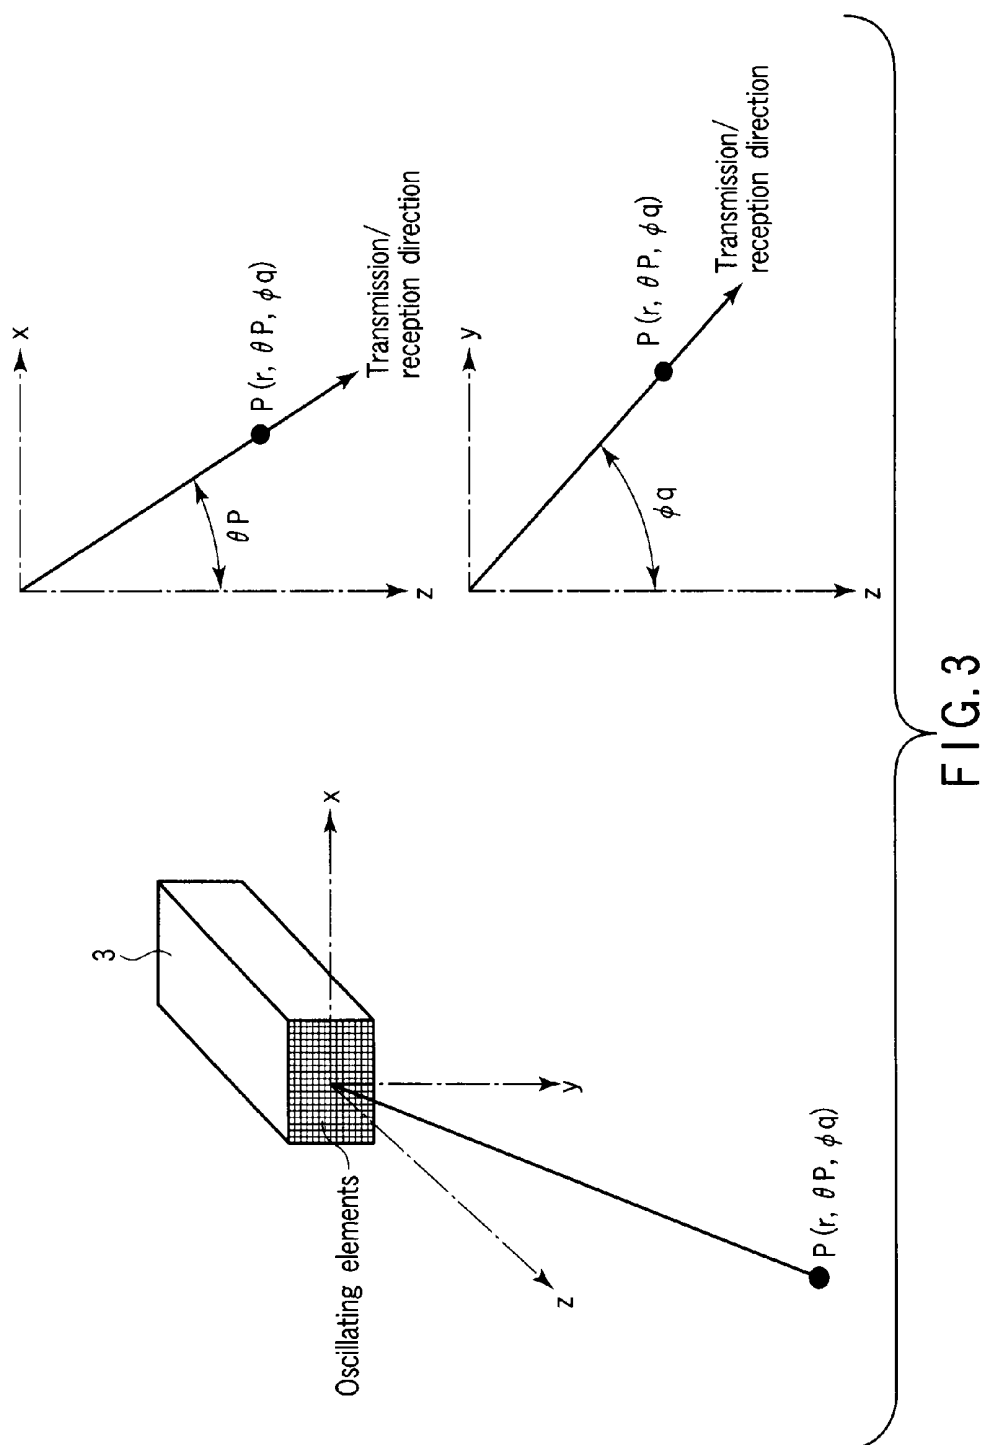 3
x
Oscillating elements
y
z
P (r, θP, φq)
x
P (r, θP, φq)
θP
Transmission/
reception direction
z
y
P (r, θP, φq)
φq
Transmission/
reception direction
z
FIG. 3